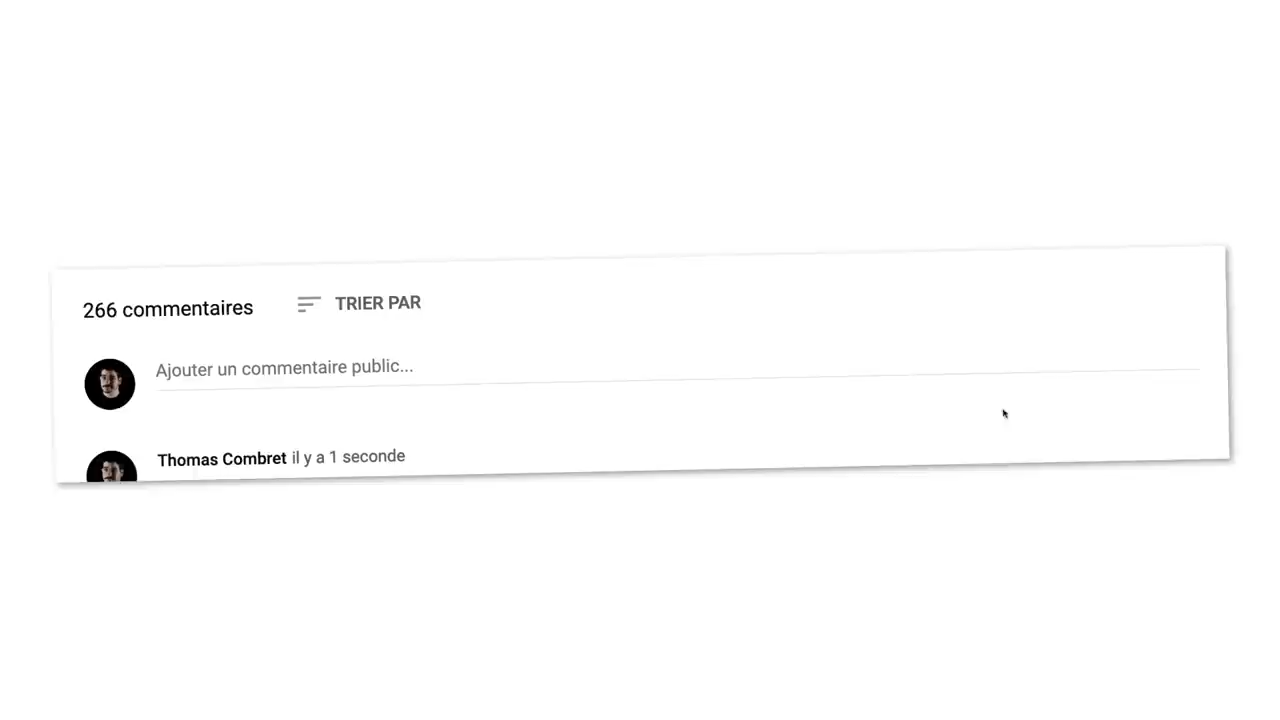 266 commentaires TRIER PAR
Ajouter un commentaire public...
Thomas Combret il y a 1 seconde